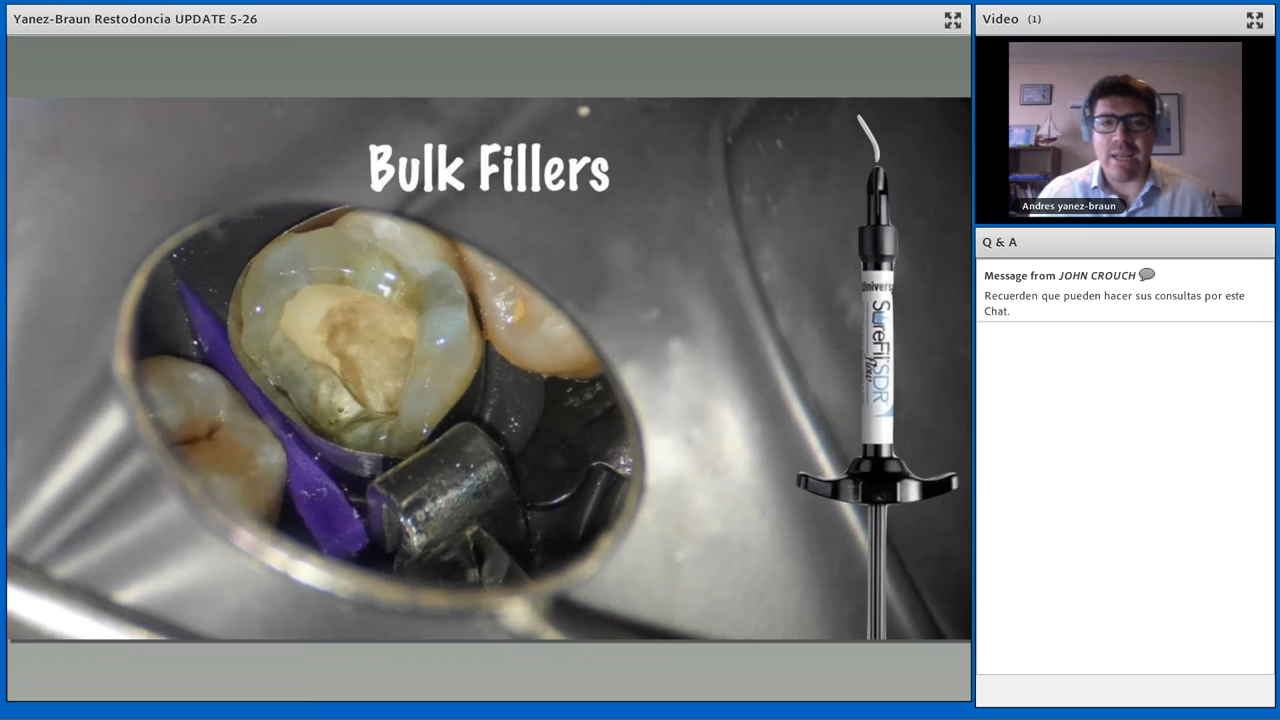 Yanez-Braun Restodoncia UPDATE 5-26
Bulk Fillers
Univers
SureFil SDR
flow
Video (1)
Andres yanez-braun
Q & A
Message from JOHN CROUCH
Recuerden que pueden hacer sus consultas por este
Chat.